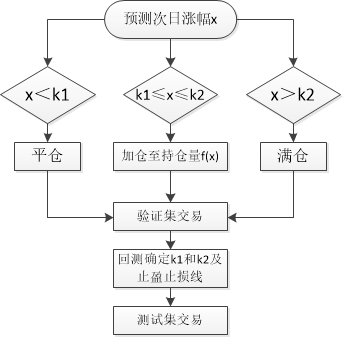 预测次日涨幅x
x＜k1
k1≤x≤k2
x＞k2
平仓
加仓至持仓量f(x)
满仓
验证集交易
回测确定k1和k2及
止盈止损线
测试集交易